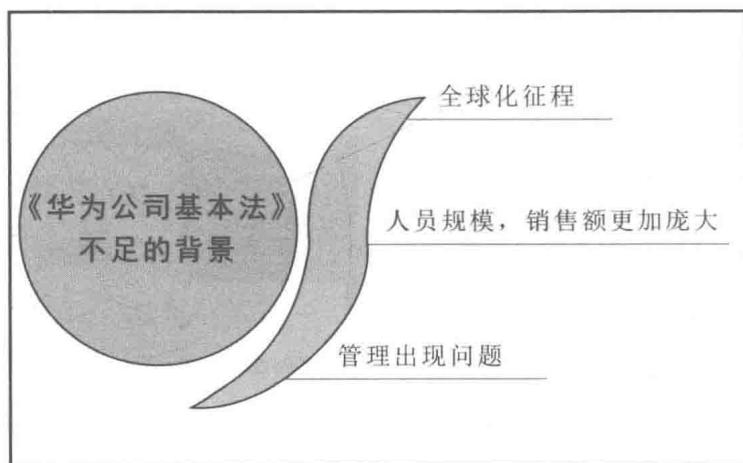 《华为公司基本法》
不足的背景
全球化征程
人员规模，销售额更加庞大
管理出现问题